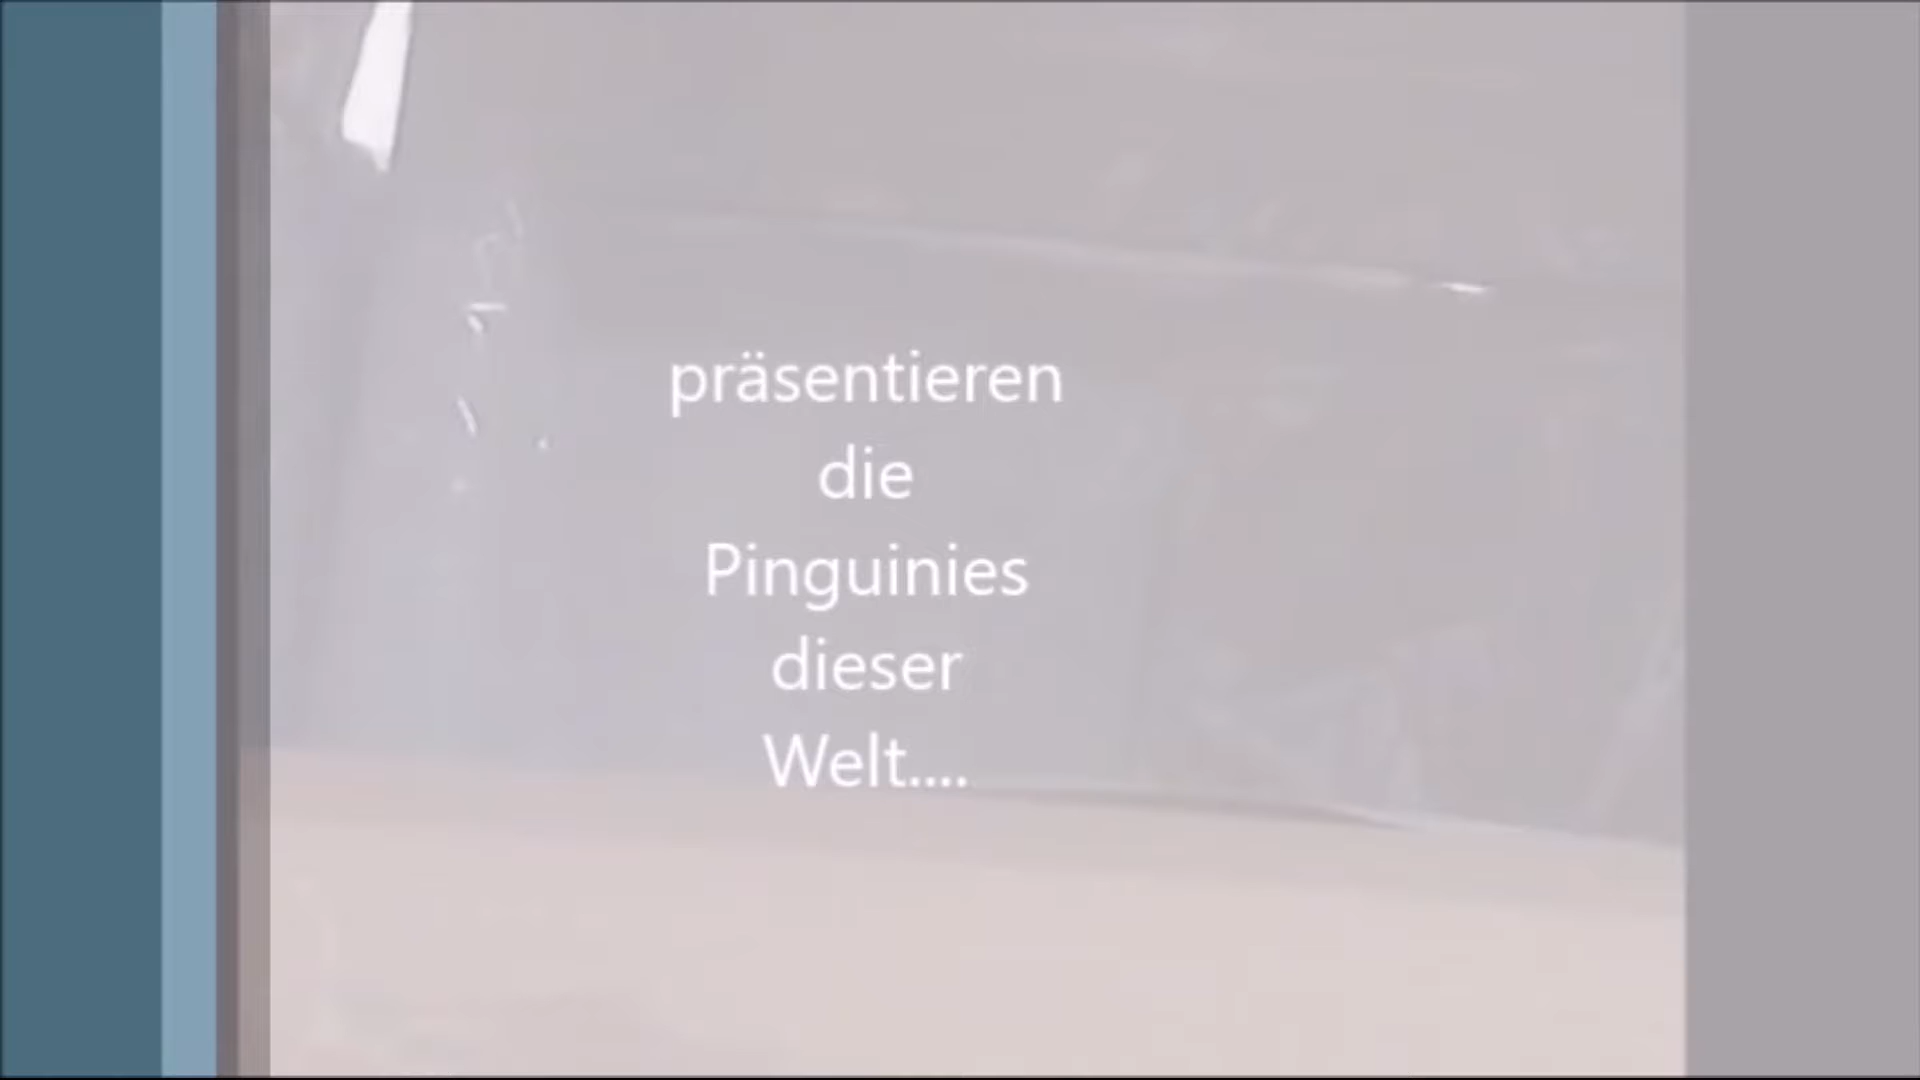 präsentieren
die
Pinguinies
dieser
Welt....